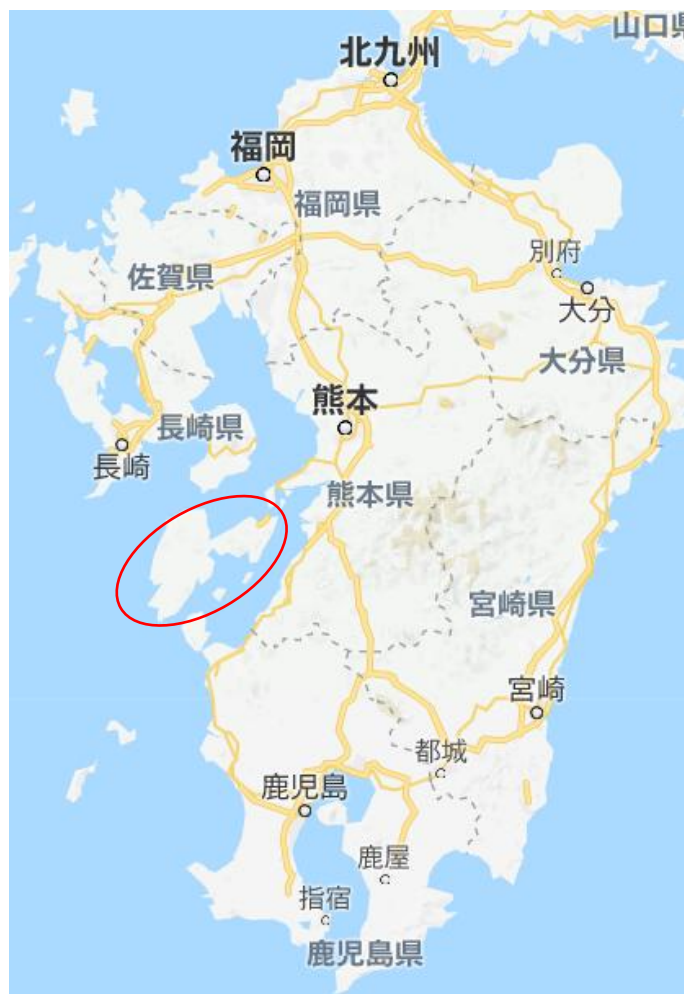 山口県
北九州
福岡
福岡県
別府
佐賀県
大分
大分県
熊本
長崎県
長崎
熊本県
宮崎県
宮崎
都城
鹿児島
鹿屋
指宿
鹿児島県